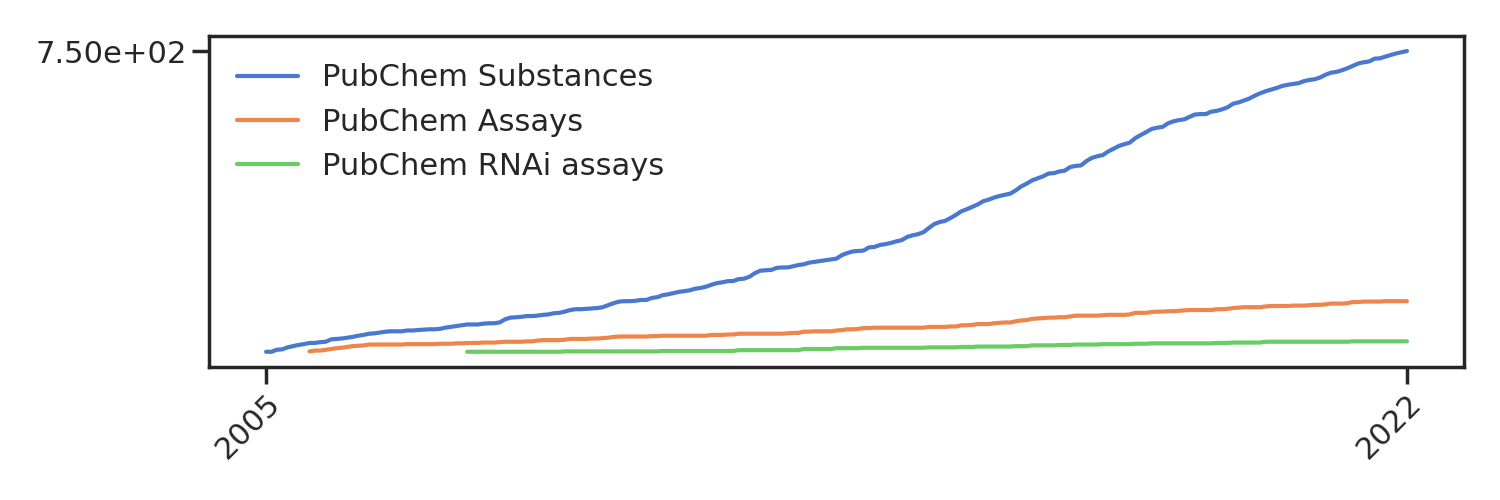 7.50e+02
PubChem Substances
PubChem Assays
PubChem RNAi assays
2005
2022